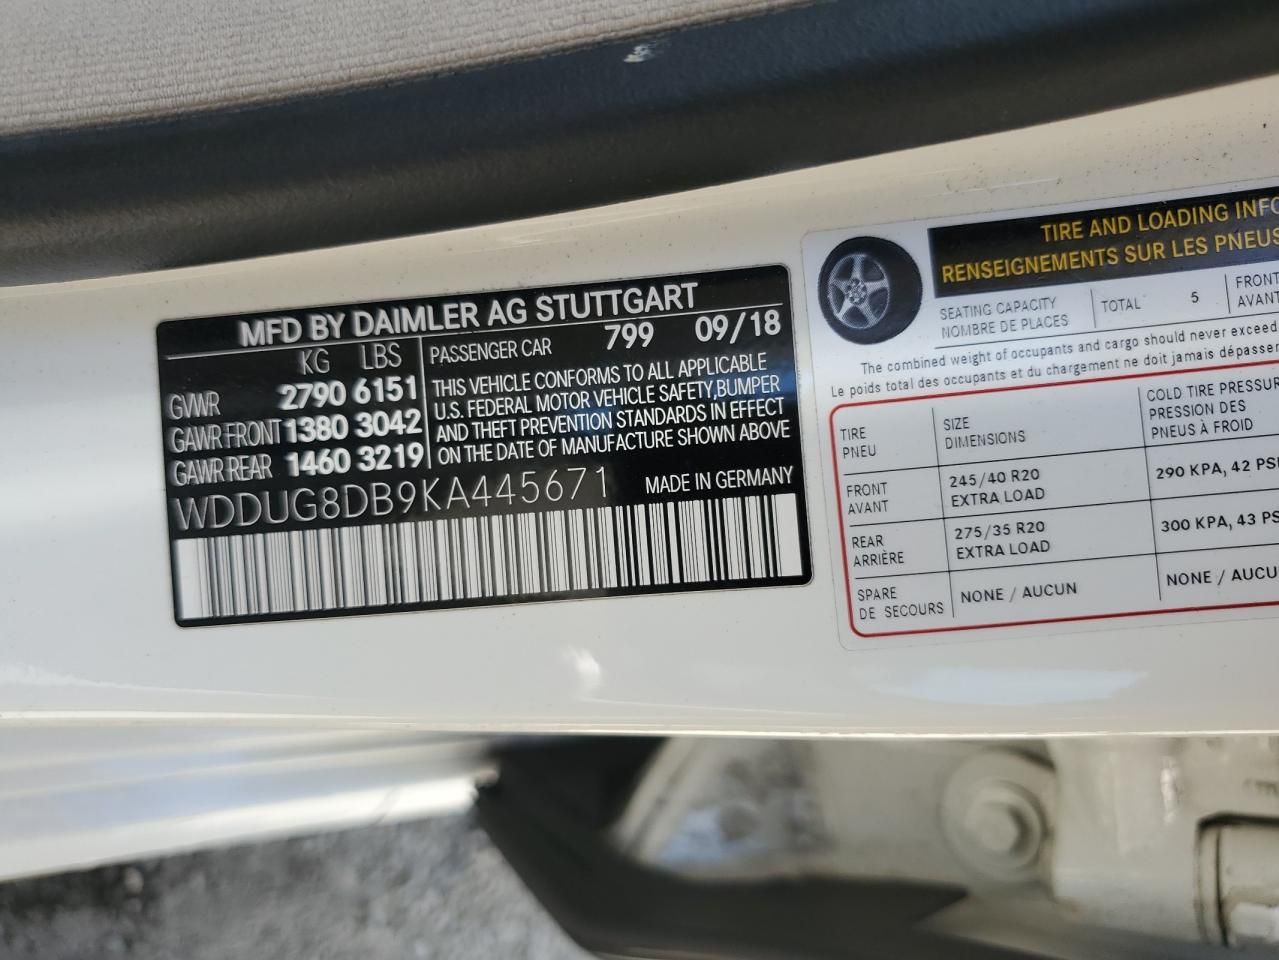 MFD BY DAIMLER AG STUTTGART
KG LBS
GVWR 2790 6151
GAWR FRONT 1380 3042
GAWR REAR 1460 3219
PASSENGER CAR 799 09/18
THIS VEHICLE CONFORMS TO ALL APPLICABLE
U.S. FEDERAL MOTOR VEHICLE SAFETY,BUMPER
AND THEFT PREVENTION STANDARDS IN EFFECT
ON THE DATE OF MANUFACTURE SHOWN ABOVE
WDDUG8DB9KA445671 MADE IN GERMANY
TIRE AND LOADING INFO
RENSEIGNEMENTS SUR LES PNEUS
SEATING CAPACITY
NOMBRE DE PLACES
TOTAL 5
FRONT
AVANT
The combined weight of occupants and cargo should never exceed
Le poids total des occupants et du chargement ne doit jamais dépasser
TIRE
PNEU
SIZE
DIMENSIONS
COLD TIRE PRESSUR
PRESSION DES
PNEUS À FROID
FRONT
AVANT
245/40 R20
EXTRA LOAD
290 KPA, 42 PSI
REAR
ARRIÈRE
275/35 R20
EXTRA LOAD
300 KPA, 43 PS
SPARE
DE SECOURS
NONE / AUCUN
NONE / AUCU